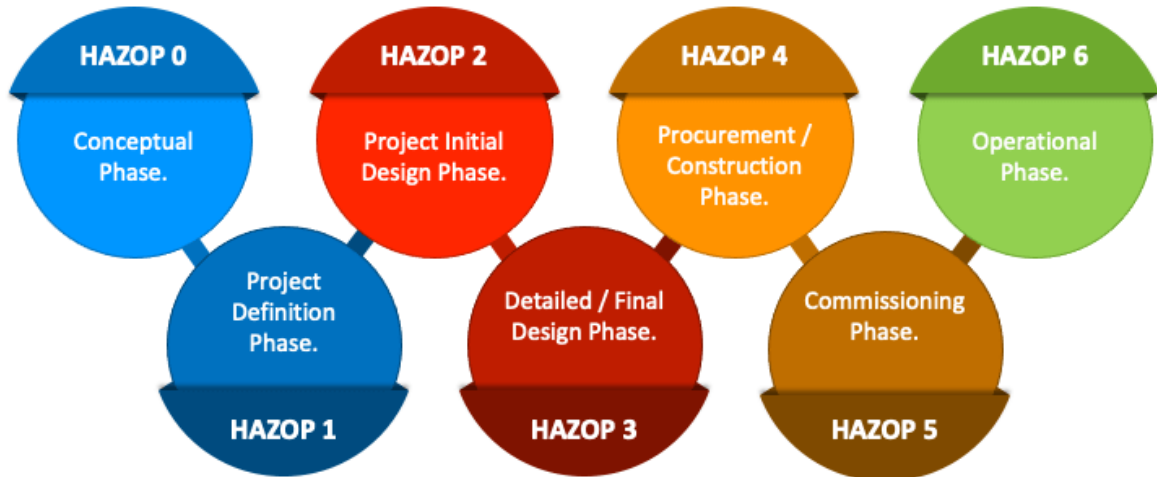 HAZOP 0
Conceptual
Phase.
HAZOP 1
Project
Definition
Phase.
HAZOP 2
Project Initial
Design Phase.
HAZOP 3
Detailed / Final
Design Phase.
HAZOP 4
Procurement /
Construction
Phase.
HAZOP 5
Commissioning
Phase.
HAZOP 6
Operational
Phase.